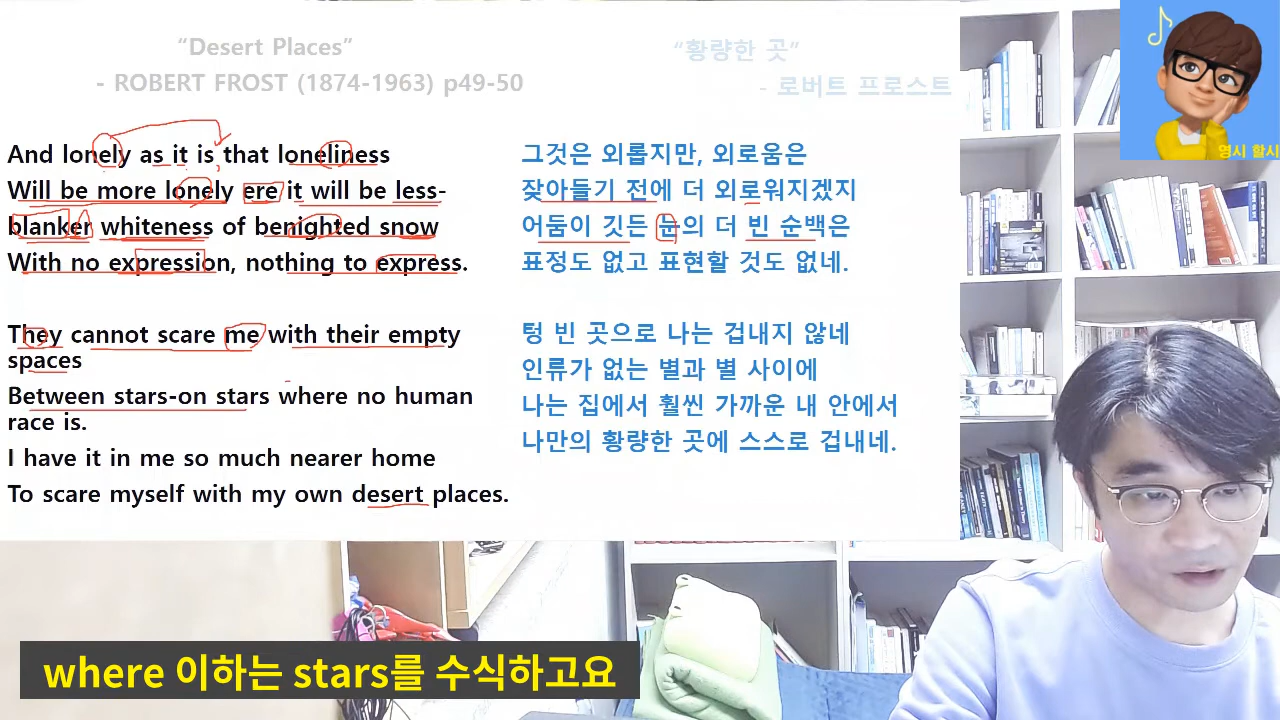 “Desert Places”
- ROBERT FROST (1874-1963) p49-50
“황량한 곳”
- 로버트 프로스트
And lonely as it is that loneliness
Will be more lonely ere it will be less-
blanker whiteness of benighted snow
With no expression, nothing to express.
They cannot scare me with their empty
spaces
Between stars-on stars where no human
race is.
I have it in me so much nearer home
To scare myself with my own desert places.
그것은 외롭지만, 외로움은
잦아들기 전에 더 외로워지겠지
어둠이 깃든 눈의 더 빈 순백은
표정도 없고 표현할 것도 없네.
텅 빈 곳으로 나는 겁내지 않네
인류가 없는 별과 별 사이에
나는 집에서 훨씬 가까운 내 안에서
나만의 황량한 곳에 스스로 겁내네.
영시 할시
where 이하는 stars를 수식하고요